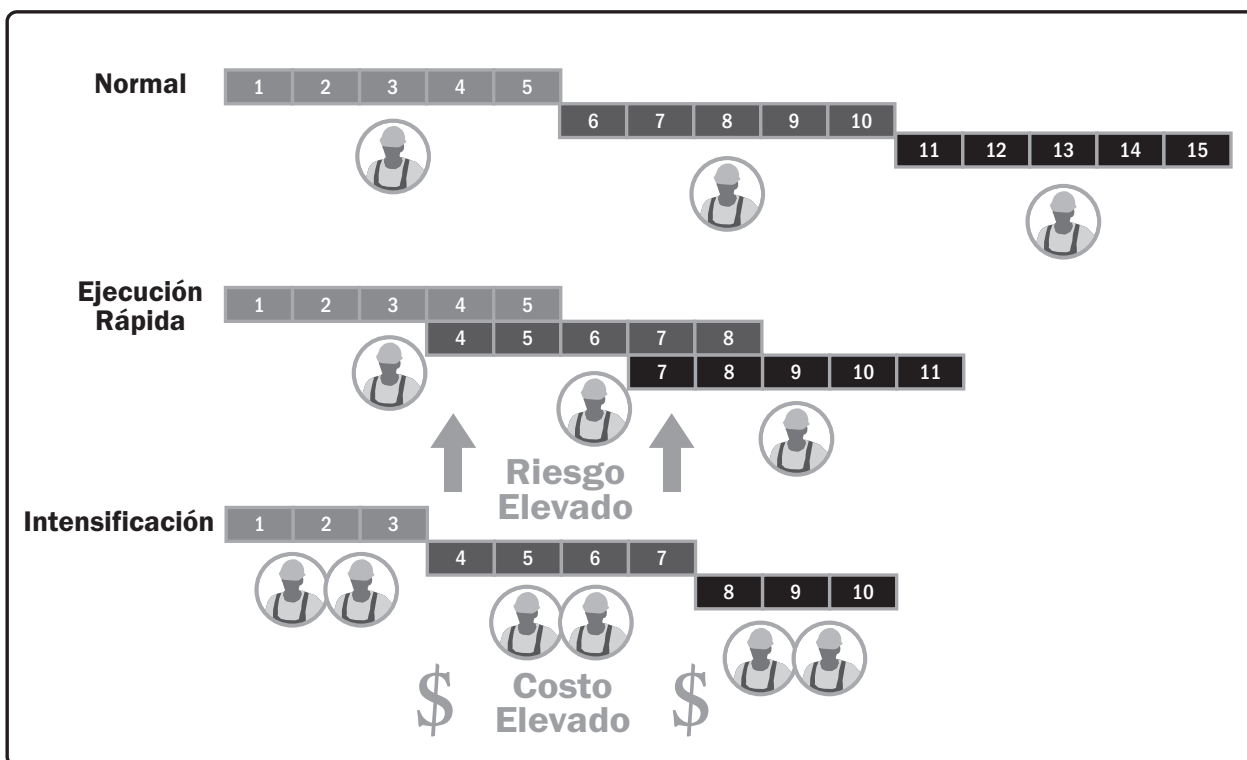 Normal
1 2 3 4 5
6 7 8 9 10
11 12 13 14 15
Ejecución
Rápida
1 2 3 4 5
4 5 6 7 8
7 8 9 10 11
Riesgo
Elevado
Intensificación
1 2 3
4 5 6 7
8 9 10
$ Costo $
Elevado